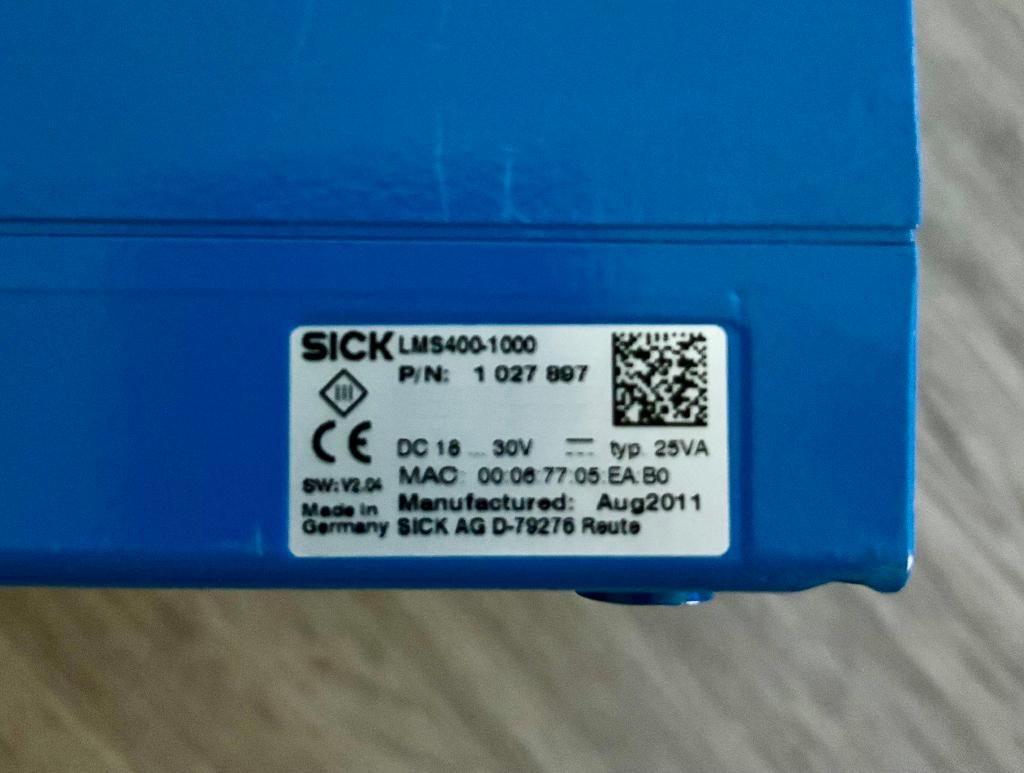 SICK LMS400-1000
P/N: 1 027 897
DC 18 ... 30V typ. 25VA
MAC: 00:06:77:05:EA:B0
SW: V2.04
Manufactured: Aug2011
Made in
Germany SICK AG D-79276 Reute